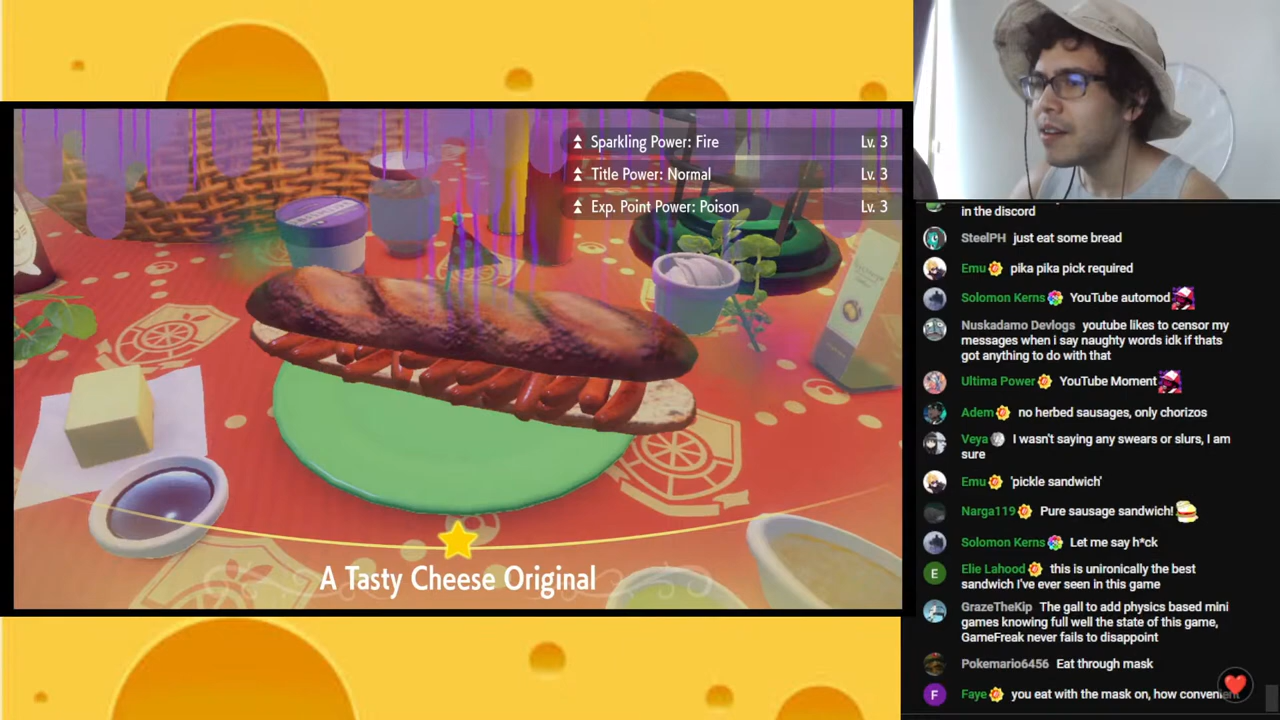 Sparkling Power: Fire Lv. 3
Title Power: Normal Lv. 3
Exp. Point Power: Poison Lv. 3
A Tasty Cheese Original
in the discord
SteelPH just eat some bread
Emu pika pika pick required
Solomon Kerns YouTube automod
Nuskadamo Devlogs youtube likes to censor my
messages when i say naughty words idk if thats
got anything to do with that
Ultima Power YouTube Moment
Adem no herbed sausages, only chorizos
Veya I wasn't saying any swears or slurs, I am
sure
Emu 'pickle sandwich'
Narga119 Pure sausage sandwich!
Solomon Kerns Let me say h*ck
E Elie Lahood this is unironically the best
sandwich I've ever seen in this game
GrazeTheKip The gall to add physics based mini
games knowing full well the state of this game,
GameFreak never fails to disappoint
Pokemario6456 Eat through mask
F Faye you eat with the mask on, how convenient